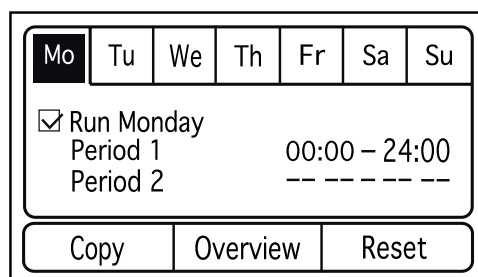 Mo Tu We Th Fr Sa Su
Run Monday
Period 1 00:00 – 24:00
Period 2 –– –– –– –– ––
Copy Overview Reset